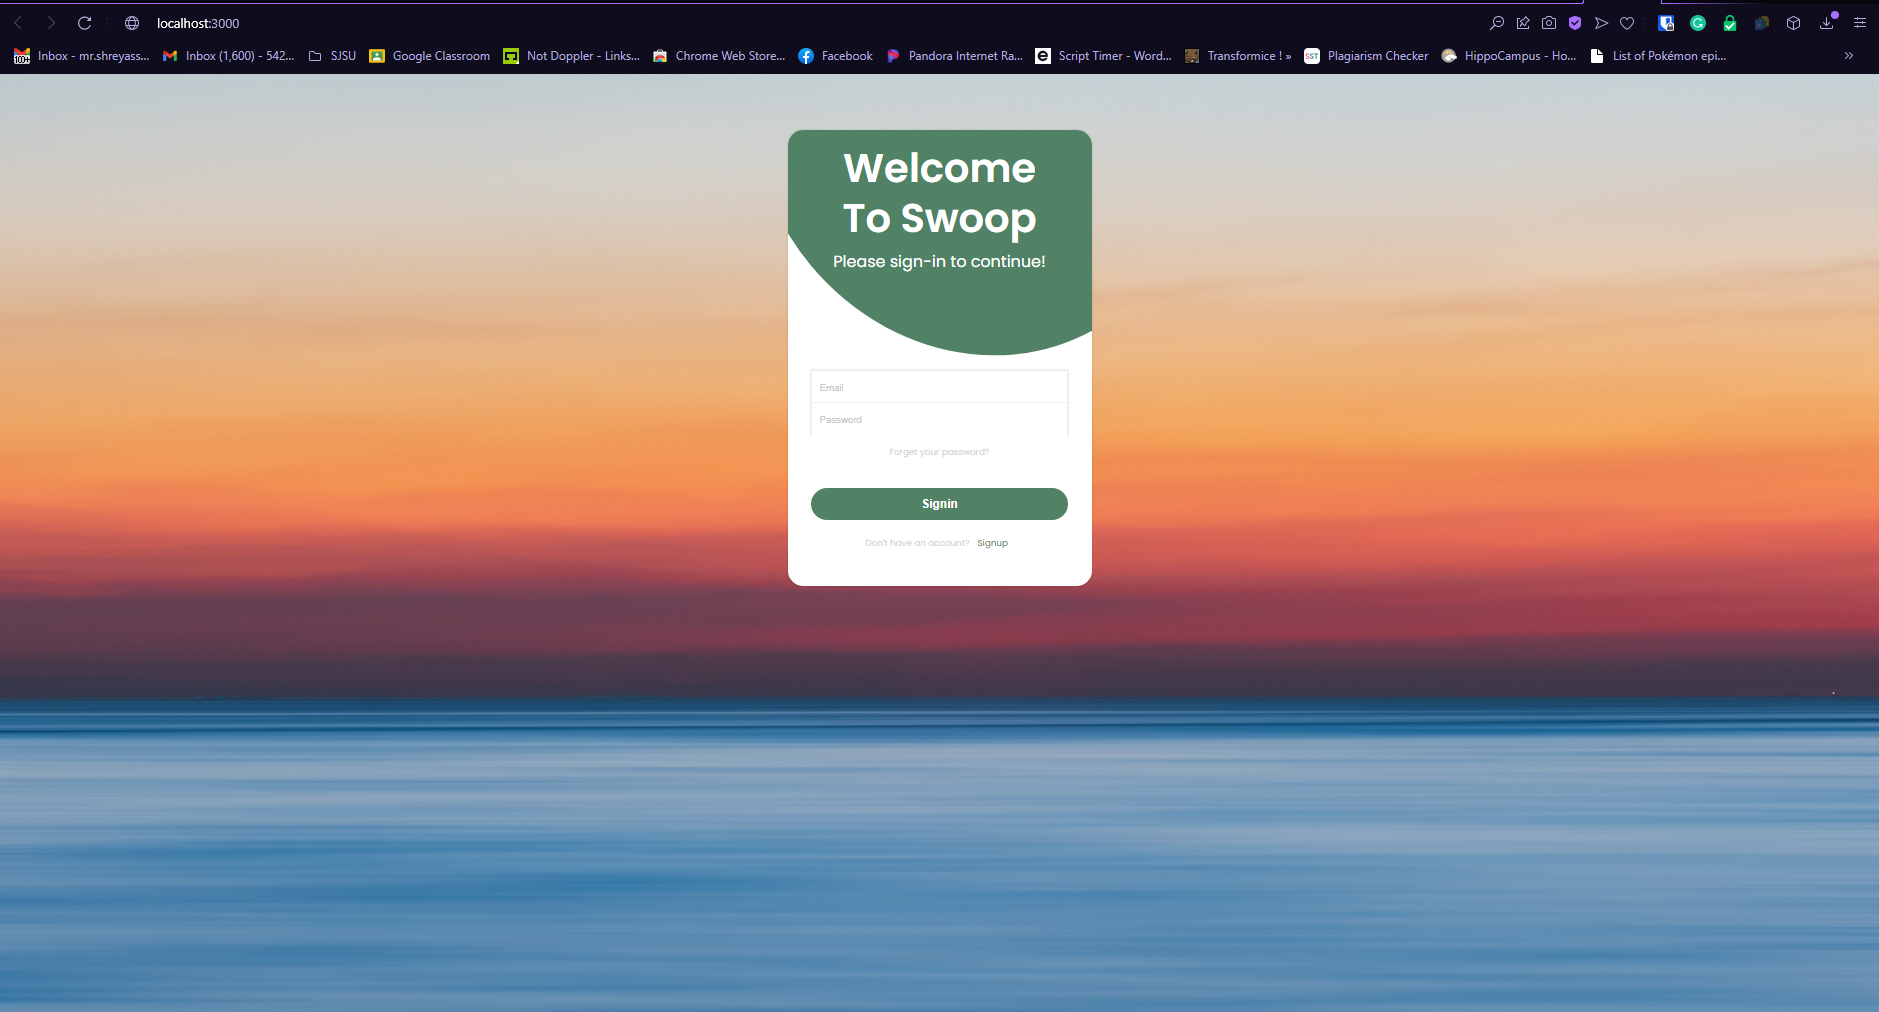 localhost:3000
Inbox - mr.shreyass... Inbox (1,600) - 542... SJSU Google Classroom Not Doppler - Links... Chrome Web Store... Facebook Pandora Internet Ra... Script Timer - Word... Transformice ! » Plagiarism Checker HippoCampus - Ho... List of Pokémon epi... »
100+
SST
Welcome
To Swoop
Please sign-in to continue!
Email
Password
Forget your password?
Signin
Don't have an account? Signup